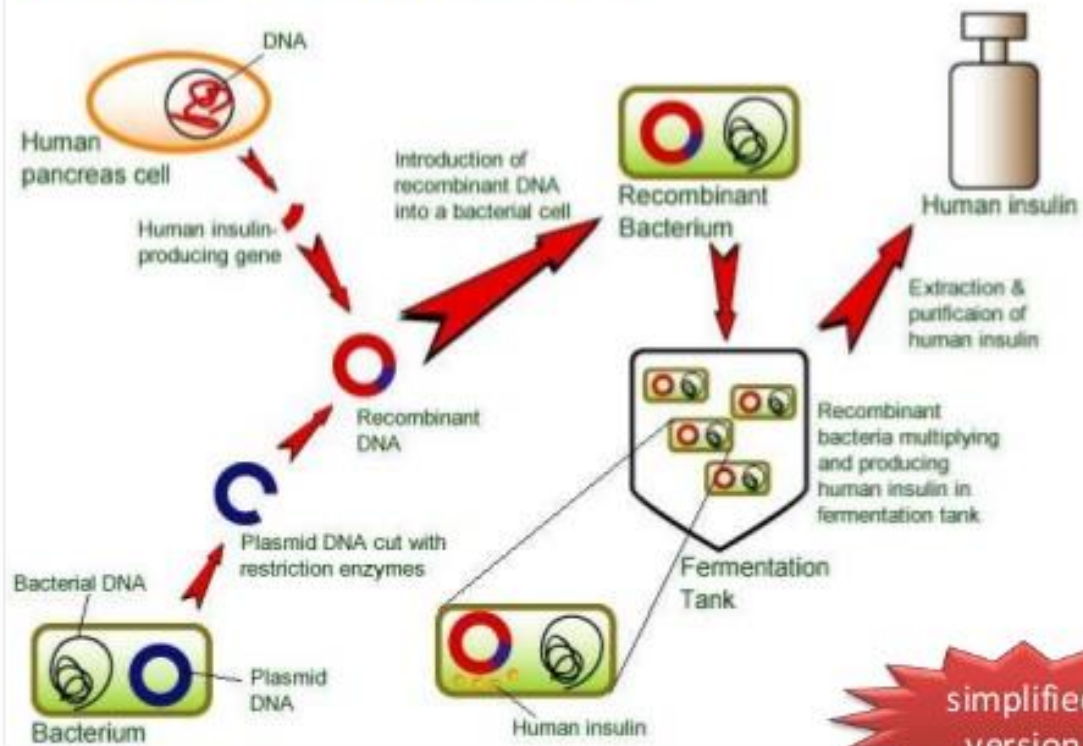 DNA
Human
pancreas cell
Human insulin-
producing gene
Introduction of
recombinant DNA
into a bacterial cell
Recombinant
Bacterium
Human insulin
Extraction &
purificaion of
human insulin
Recombinant
DNA
Recombinant
bacteria multiplying
and producing
human insulin in
fermentation tank
Plasmid DNA cut with
restriction enzymes
Fermentation
Tank
Bacterial DNA
Plasmid
DNA
Bacterium
Human insulin
simplified
version